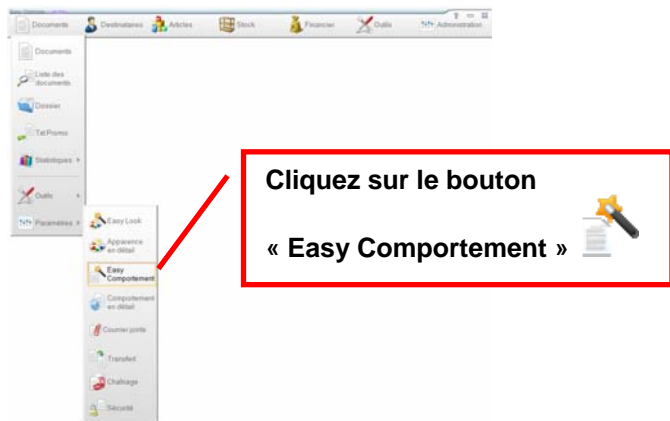 Documents
Destinataires
Articles
Stock
Financier
Outils
Administration
Documents
Liste des
documents
Dossier
Tat Promo
Statistiques
Outils
Paramètres
Easy Look
Apparence
en détail
Easy
Comportement
Comportement
en détail
Courrier joints
Transfert
Chaînage
Sécurité
Cliquez sur le bouton
« Easy Comportement »